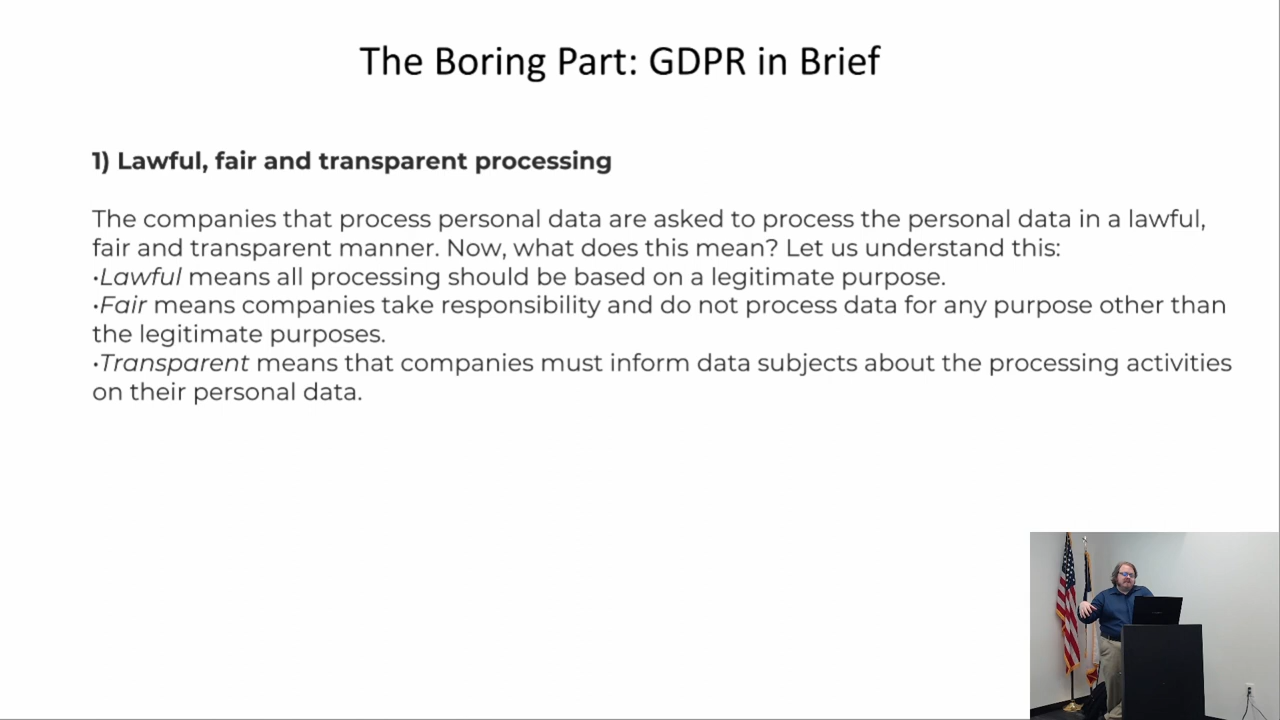 The Boring Part: GDPR in Brief
1) Lawful, fair and transparent processing
The companies that process personal data are asked to process the personal data in a lawful,
fair and transparent manner. Now, what does this mean? Let us understand this:
•Lawful means all processing should be based on a legitimate purpose.
•Fair means companies take responsibility and do not process data for any purpose other than
the legitimate purposes.
•Transparent means that companies must inform data subjects about the processing activities
on their personal data.